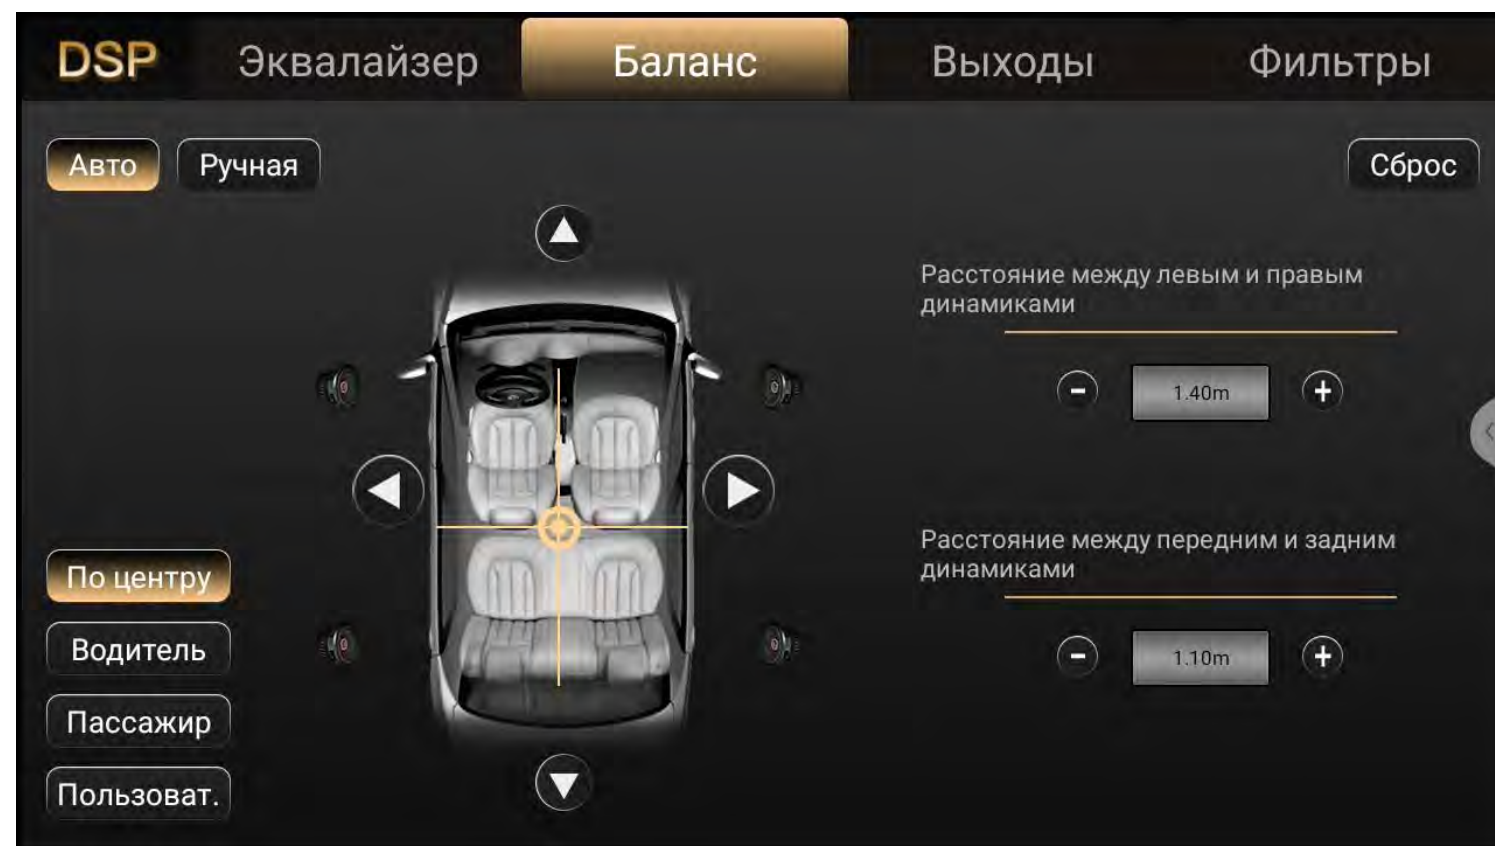 DSP Эквалайзер Баланс Выходы Фильтры
Авто Ручная Сброс
Расстояние между левым и правым
динамиками
- 1.40m +
По центру
Водитель
Пассажир
Пользоват.
Расстояние между передним и задним
динамиками
- 1.10m +